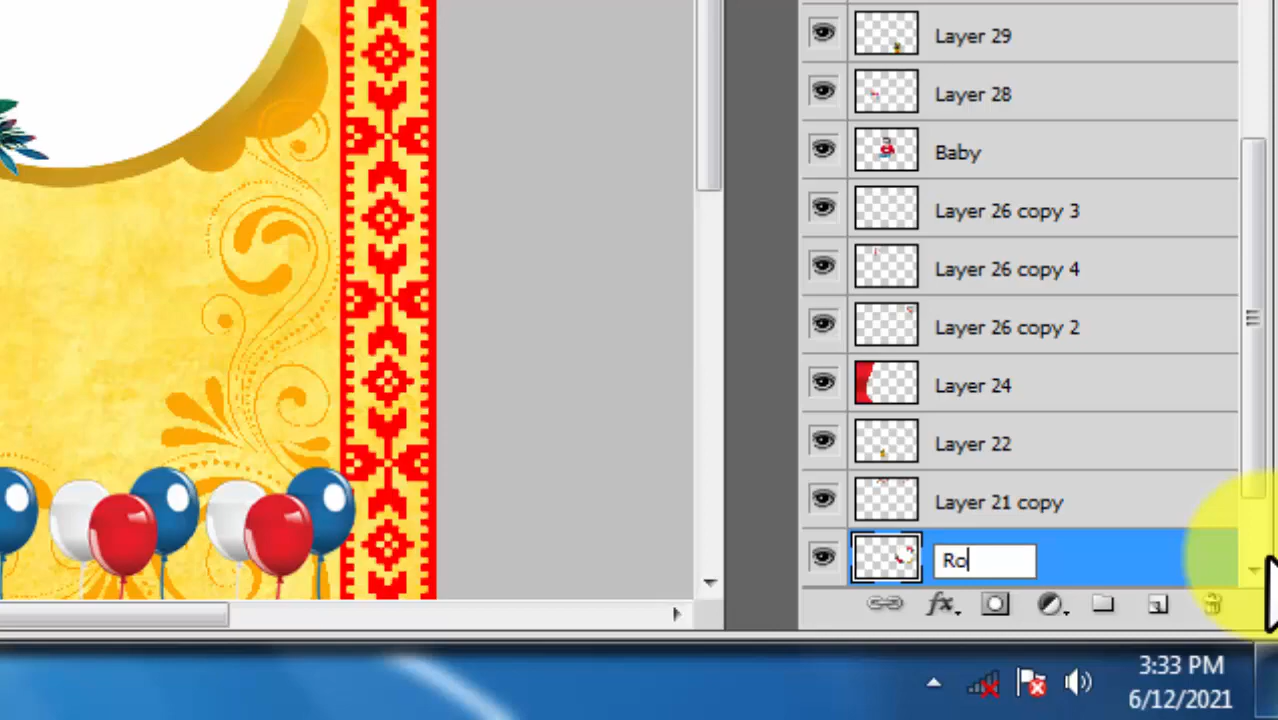 Layer 29
Layer 28
Baby
Layer 26 copy 3
Layer 26 copy 4
Layer 26 copy 2
Layer 24
Layer 22
Layer 21 copy
Ro
fx
3:33 PM
6/12/2021